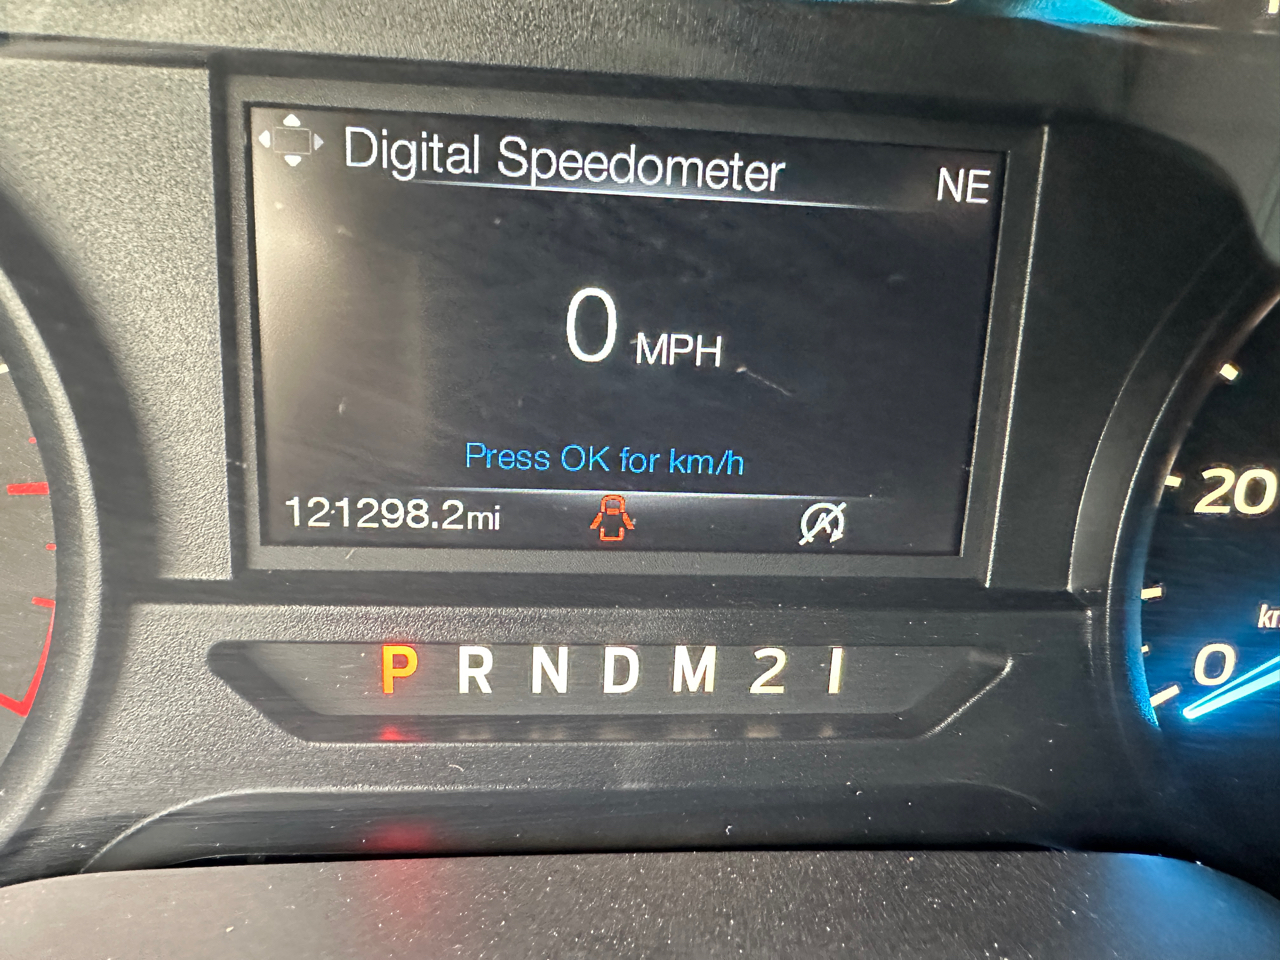 Digital Speedometer
NE
0 MPH
Press OK for km/h
121298.2mi
P R N D M 2 1
20
0